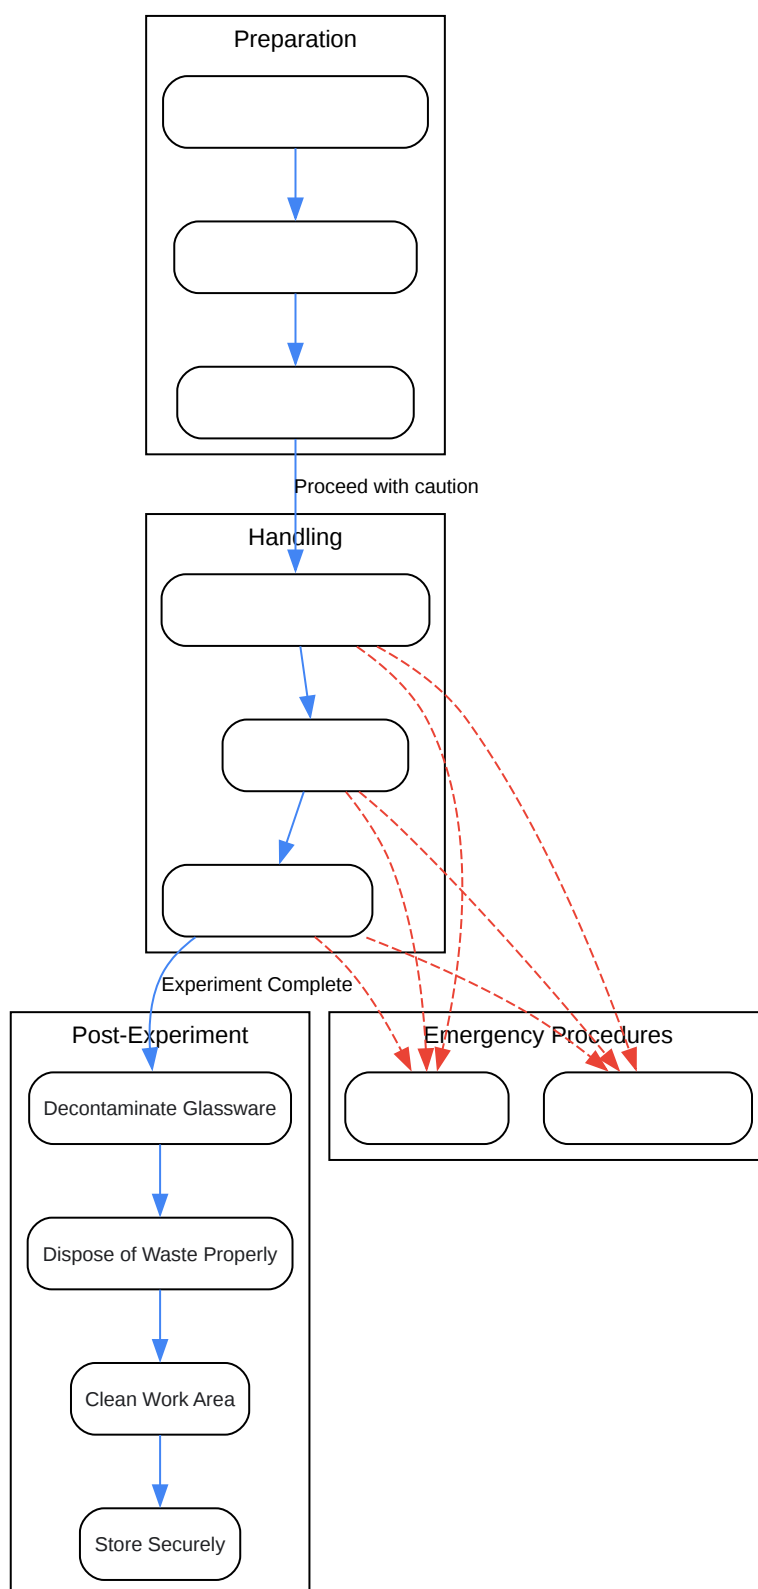 Preparation
Proceed with caution
Handling
Experiment Complete
Post-Experiment
Emergency Procedures
Decontaminate Glassware
Dispose of Waste Properly
Clean Work Area
Store Securely